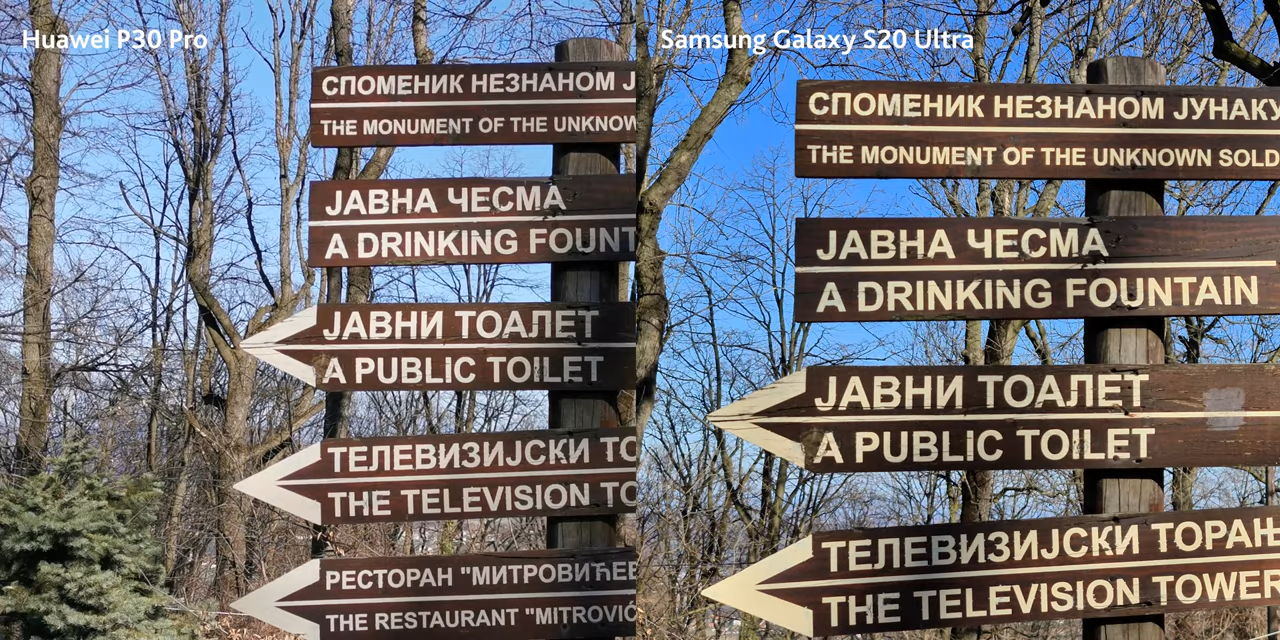 Huawei P30 Pro
СПОМЕНИК НЕЗНАНОМ Ј
THE MONUMENT OF THE UNKNOW
ЈАВНА ЧЕСМА
A DRINKING FOUNT
ЈАВНИ ТОАЛЕТ
A PUBLIC TOILET
ТЕЛЕВИЗИЈСКИ ТО
THE TELEVISION TO
РЕСТОРАН "МИТРОВИЋЕВ
THE RESTAURANT "MITROVIĆ
Samsung Galaxy S20 Ultra
СПОМЕНИК НЕЗНАНОМ ЈУНАКУ
THE MONUMENT OF THE UNKNOWN SOLD
ЈАВНА ЧЕСМА
A DRINKING FOUNTAIN
ЈАВНИ ТОАЛЕТ
A PUBLIC TOILET
ТЕЛЕВИЗИЈСКИ ТОРАЊ
THE TELEVISION TOWER